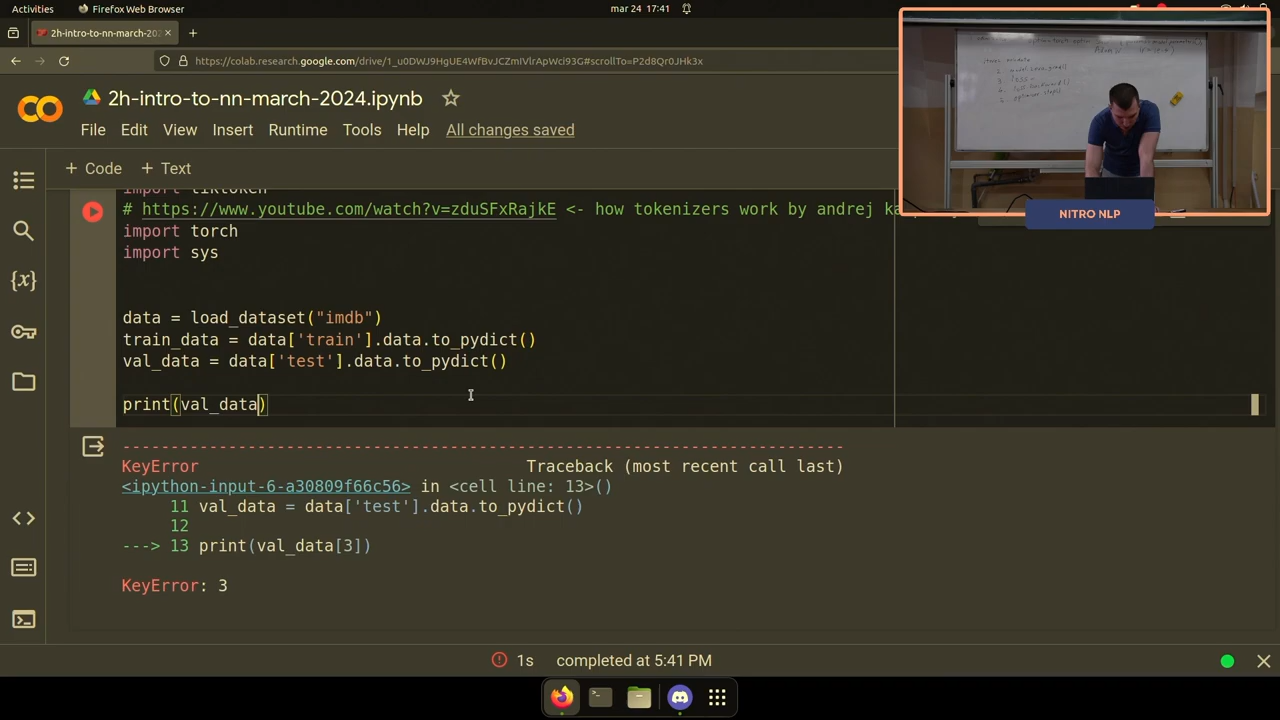 Activities
Firefox Web Browser
mar 24 17:41
2h-intro-to-nn-march-202
https://colab.research.google.com/drive/1_u0DWJ9HgUE4WfBvJCZmIVlrApWci93G#scrollTo=P2d8Qr0JHk3x
2h-intro-to-nn-march-2024.ipynb
File Edit View Insert Runtime Tools Help All changes saved
+ Code + Text
import tiktoken
# https://www.youtube.com/watch?v=zduSFxRajkE <- how tokenizers work by andrej ka
import torch
import sys
data = load_dataset("imdb")
train_data = data['train'].data.to_pydict()
val_data = data['test'].data.to_pydict()
print(val_data)
NITRO NLP
KeyError Traceback (most recent call last)
<ipython-input-6-a30809f66c56> in <cell line: 13>()
11 val_data = data['test'].data.to_pydict()
12
---> 13 print(val_data[3])
KeyError: 3
1s completed at 5:41 PM